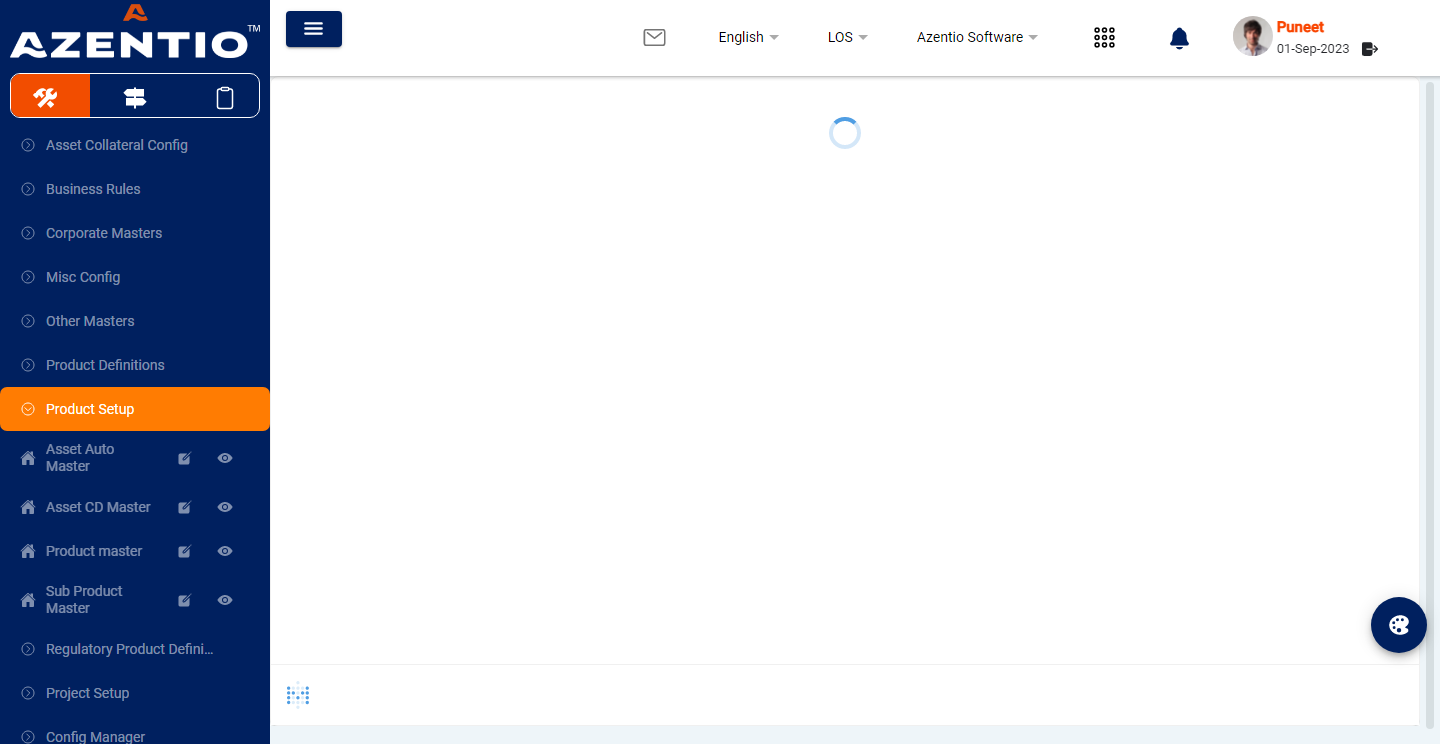 AZENTIO™
English
LOS
Azentio Software
Puneet
01-Sep-2023
Asset Collateral Config
Business Rules
Corporate Masters
Misc Config
Other Masters
Product Definitions
Product Setup
Asset Auto
Master
Asset CD Master
Product master
Sub Product
Master
Regulatory Product Defini...
Project Setup
Config Manager